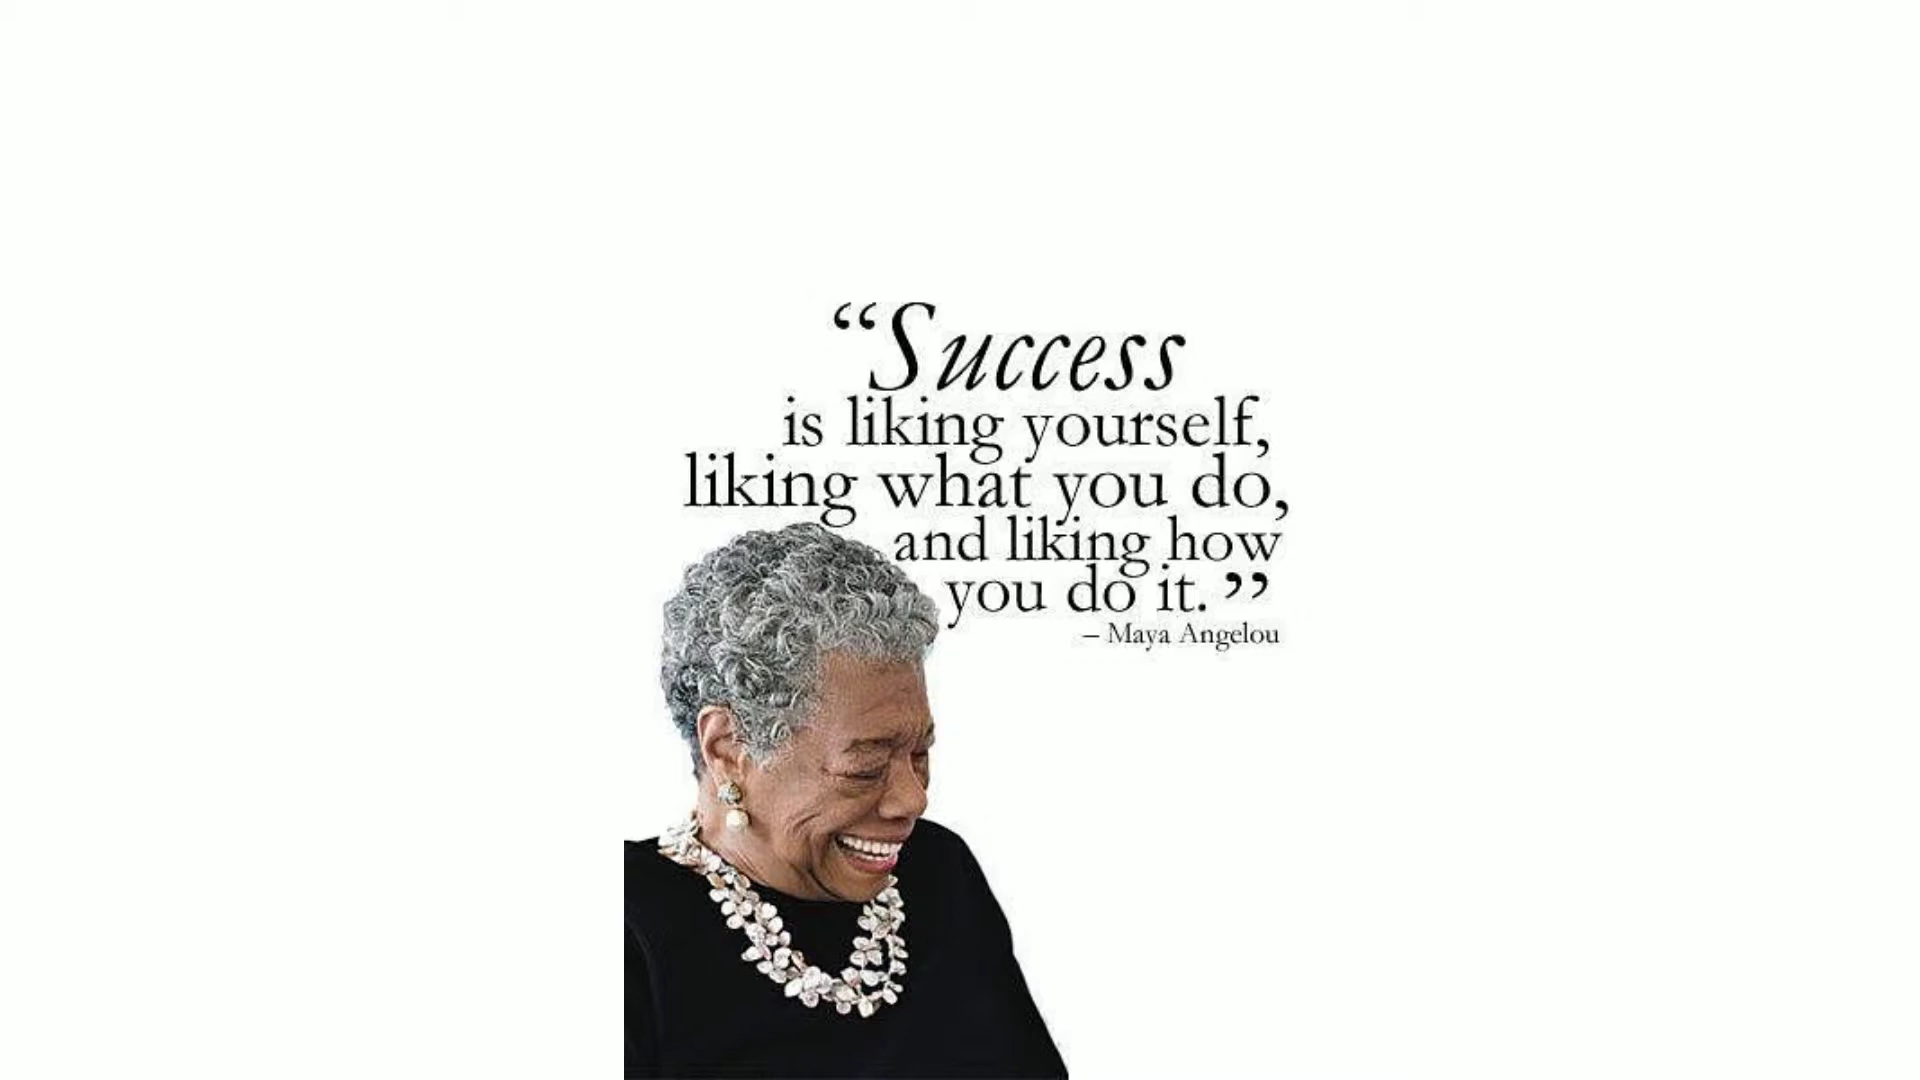 “Success
is liking yourself,
liking what you do,
and liking how
you do it.”
– Maya Angelou